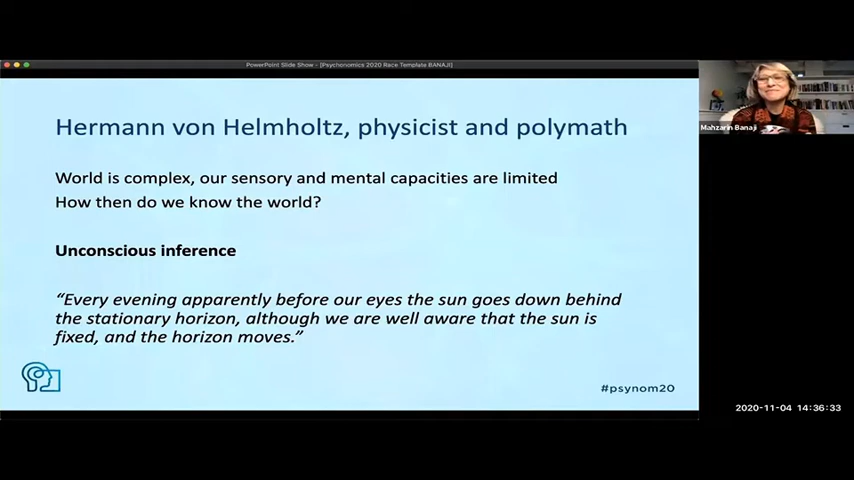 PowerPoint Slide Show - [Psychonomics 2020 Race Template BANAJI]
Hermann von Helmholtz, physicist and polymath
World is complex, our sensory and mental capacities are limited
How then do we know the world?
Unconscious inference
“Every evening apparently before our eyes the sun goes down behind
the stationary horizon, although we are well aware that the sun is
fixed, and the horizon moves.”
#psynom20
Mahzarin Banaji
2020-11-04 14:36:33